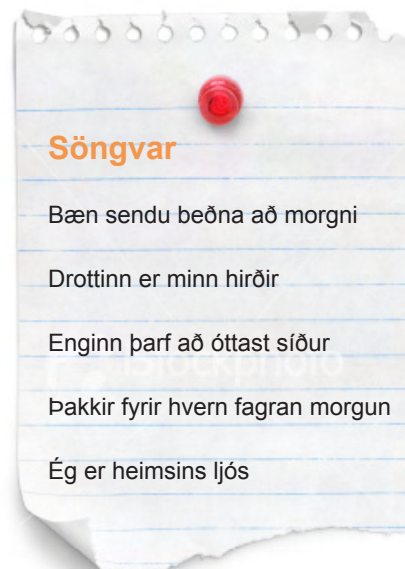 Söngvar
Bæn sendu beðna að morgni
Drottinn er minn hirðir
Enginn þarf að óttast síður
iStockphoto
Þakkir fyrir hvern fagran morgun
Ég er heimsins ljós